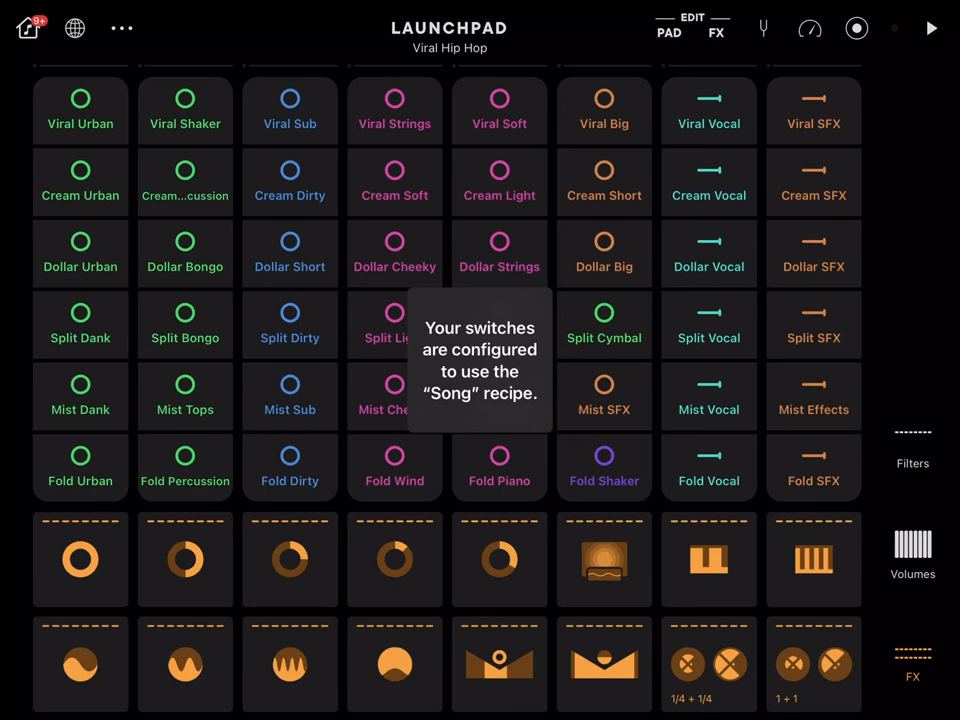 9+
LAUNCHPAD
Viral Hip Hop
EDIT
PAD FX
Viral Urban Viral Shaker Viral Sub Viral Strings Viral Soft Viral Big Viral Vocal Viral SFX
Cream Urban Cream...cussion Cream Dirty Cream Soft Cream Light Cream Short Cream Vocal Cream SFX
Dollar Urban Dollar Bongo Dollar Short Dollar Cheeky Dollar Strings Dollar Big Dollar Vocal Dollar SFX
Split Dank Split Bongo Split Dirty Split Lig Split Cymbal Split Vocal Split SFX
Mist Dank Mist Tops Mist Sub Mist Che Mist SFX Mist Vocal Mist Effects
Fold Urban Fold Percussion Fold Dirty Fold Wind Fold Piano Fold Shaker Fold Vocal Fold SFX
Your switches
are configured
to use the
“Song” recipe.
Filters
Volumes
FX
1/4 + 1/4
1 + 1